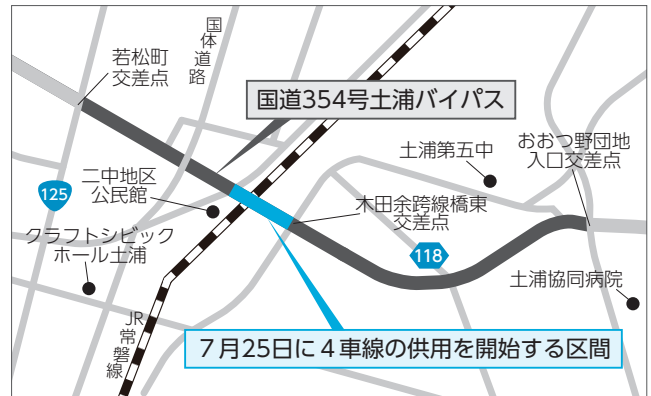 国体道路
若松町
交差点
国道354号土浦バイパス
土浦第五中
おおつ野団地
入口交差点
二中地区
公民館
125
木田余跨線橋東
交差点
クラフトシビック
ホール土浦
118
土浦協同病院
JR常磐線
7月25日に4車線の供用を開始する区間